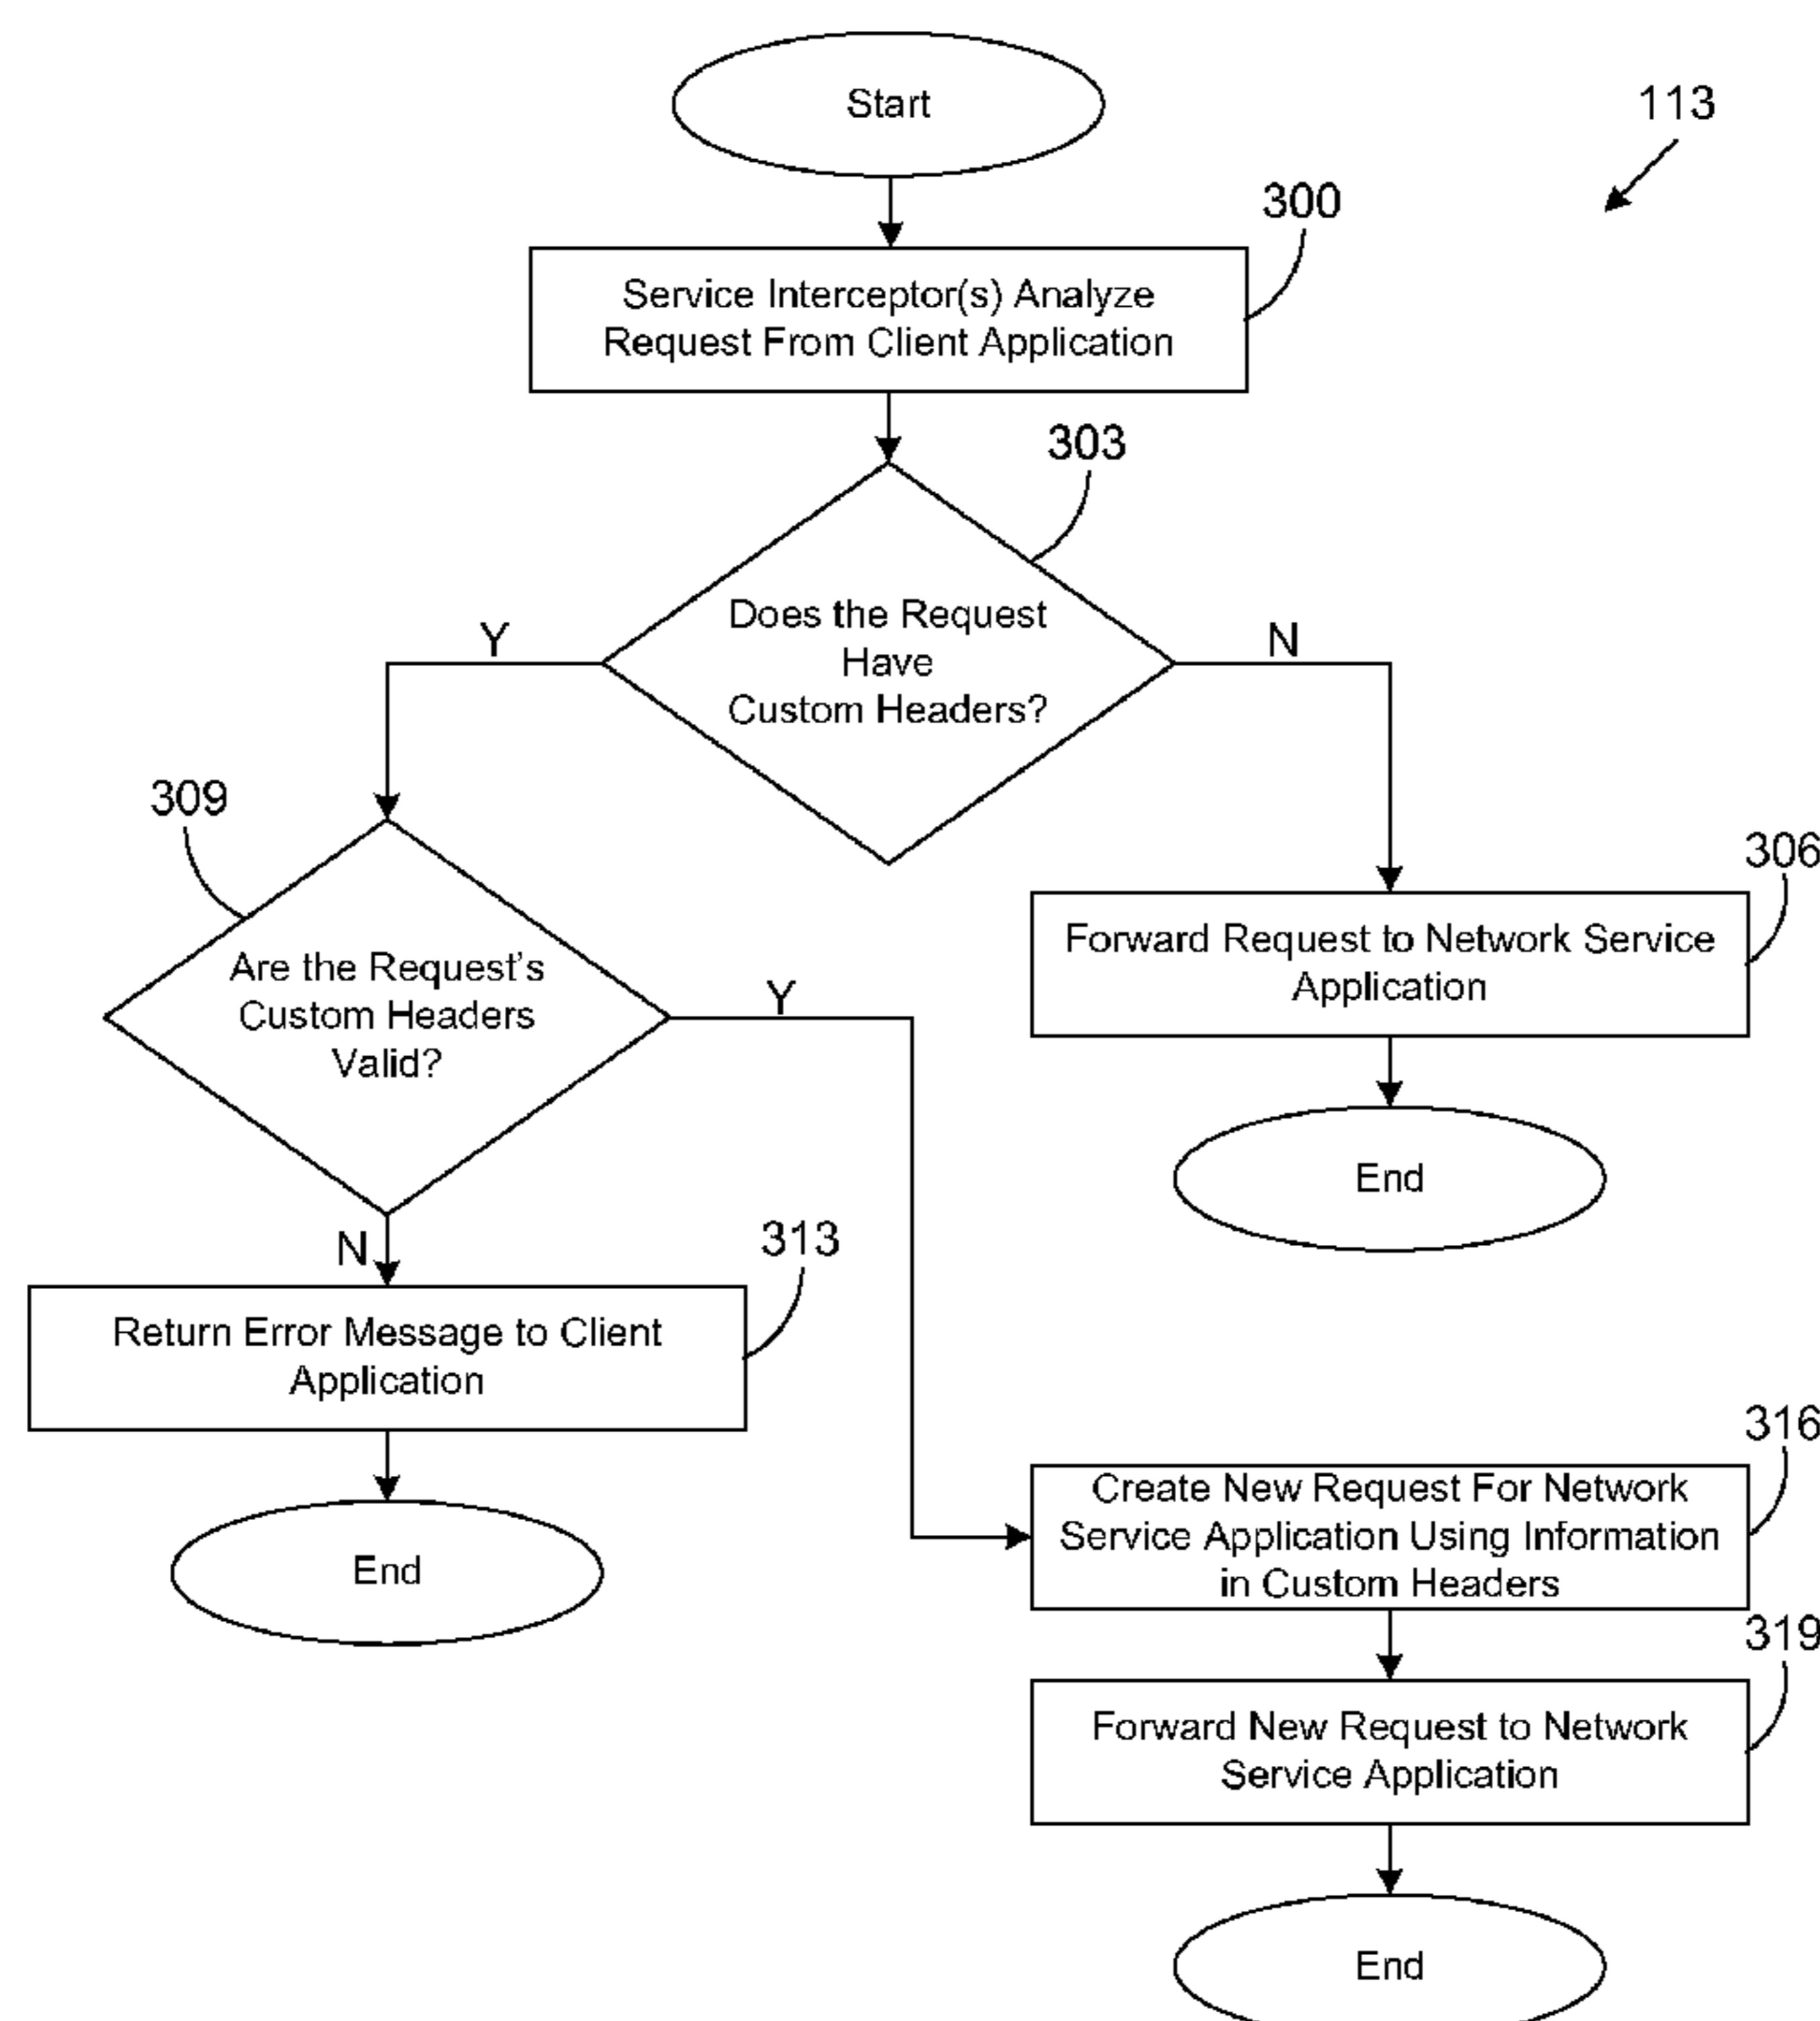 Start
113
300
Service Interceptor(s) Analyze
Request From Client Application
303
Does the Request
Have
Custom Headers?
Y
N
309
Are the Request's
Custom Headers
Valid?
Y
N
306
Forward Request to Network Service
Application
End
313
Return Error Message to Client
Application
End
316
Create New Request For Network
Service Application Using Information
in Custom Headers
319
Forward New Request to Network
Service Application
End